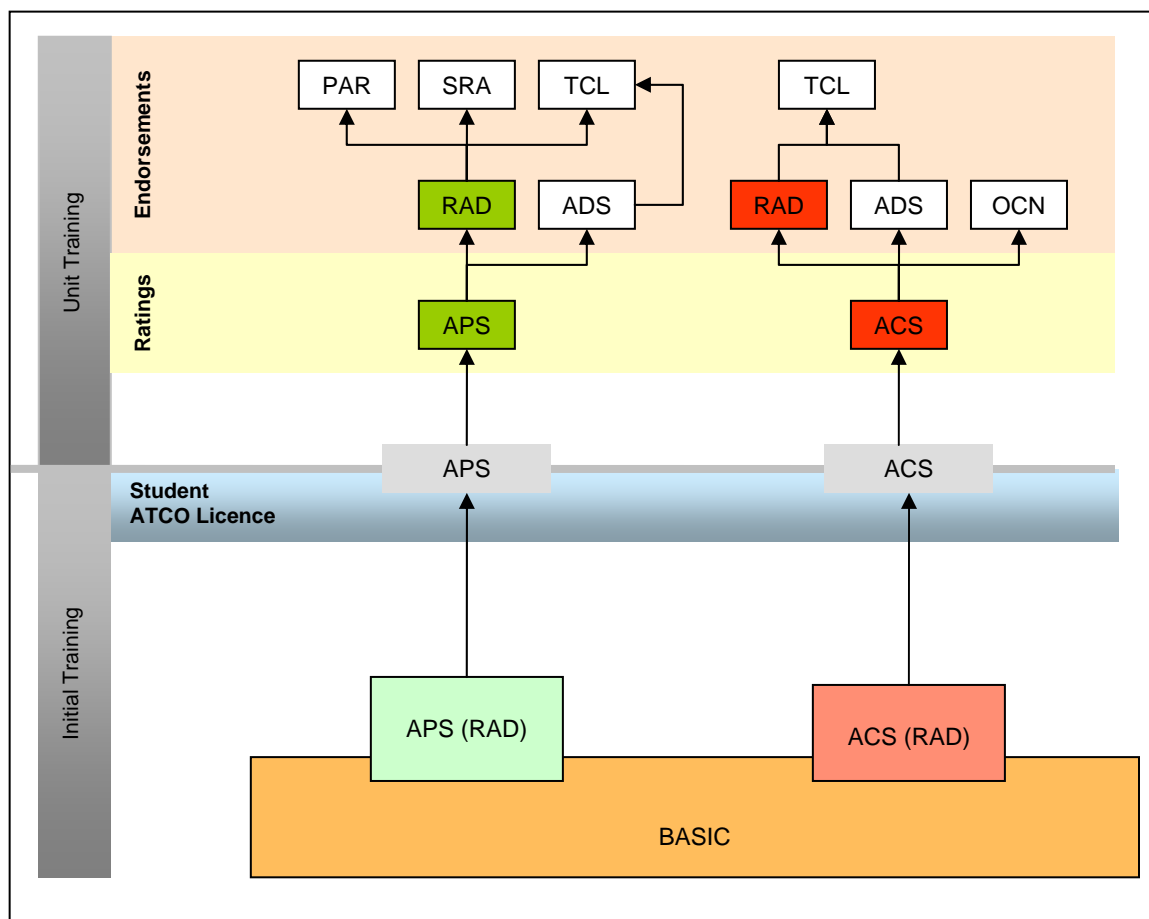 Unit Training
Endorsements
PAR
SRA
TCL
TCL
RAD
ADS
RAD
ADS
OCN
Ratings
APS
ACS
APS
ACS
Student
ATCO Licence
Initial Training
APS (RAD)
ACS (RAD)
BASIC